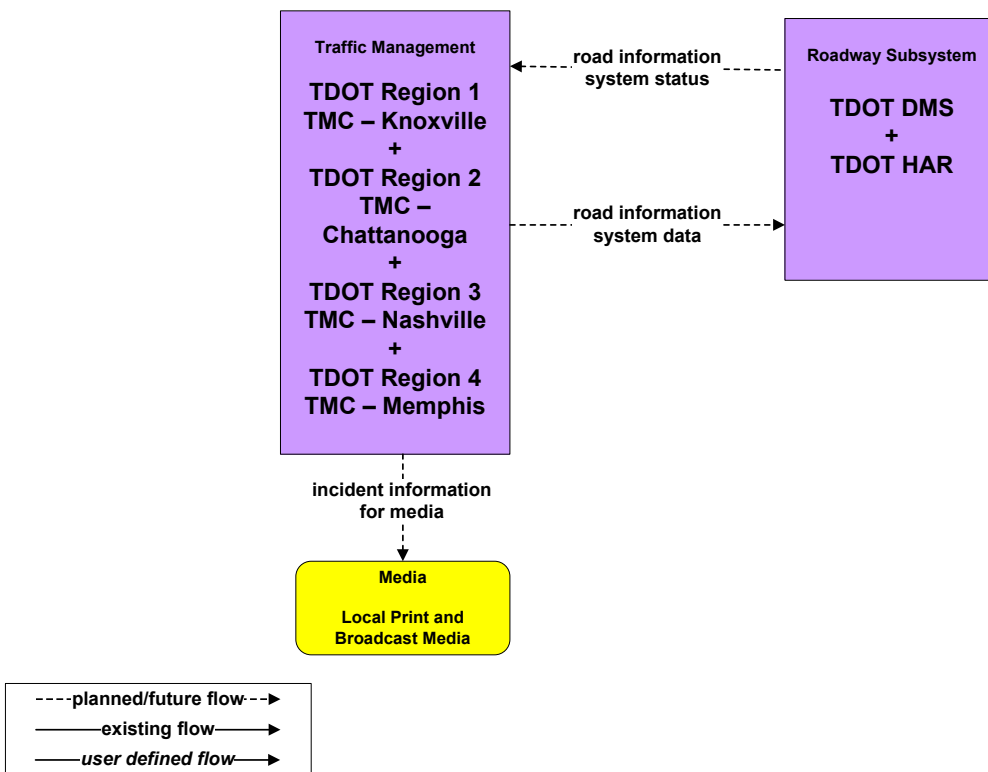 Traffic Management
TDOT Region 1
TMC – Knoxville
+
TDOT Region 2
TMC –
Chattanooga
+
TDOT Region 3
TMC – Nashville
+
TDOT Region 4
TMC – Memphis
road information
system status
road information
system data
Roadway Subsystem
TDOT DMS
+
TDOT HAR
incident information
for media
Media
Local Print and
Broadcast Media
planned/future flow
existing flow
user defined flow